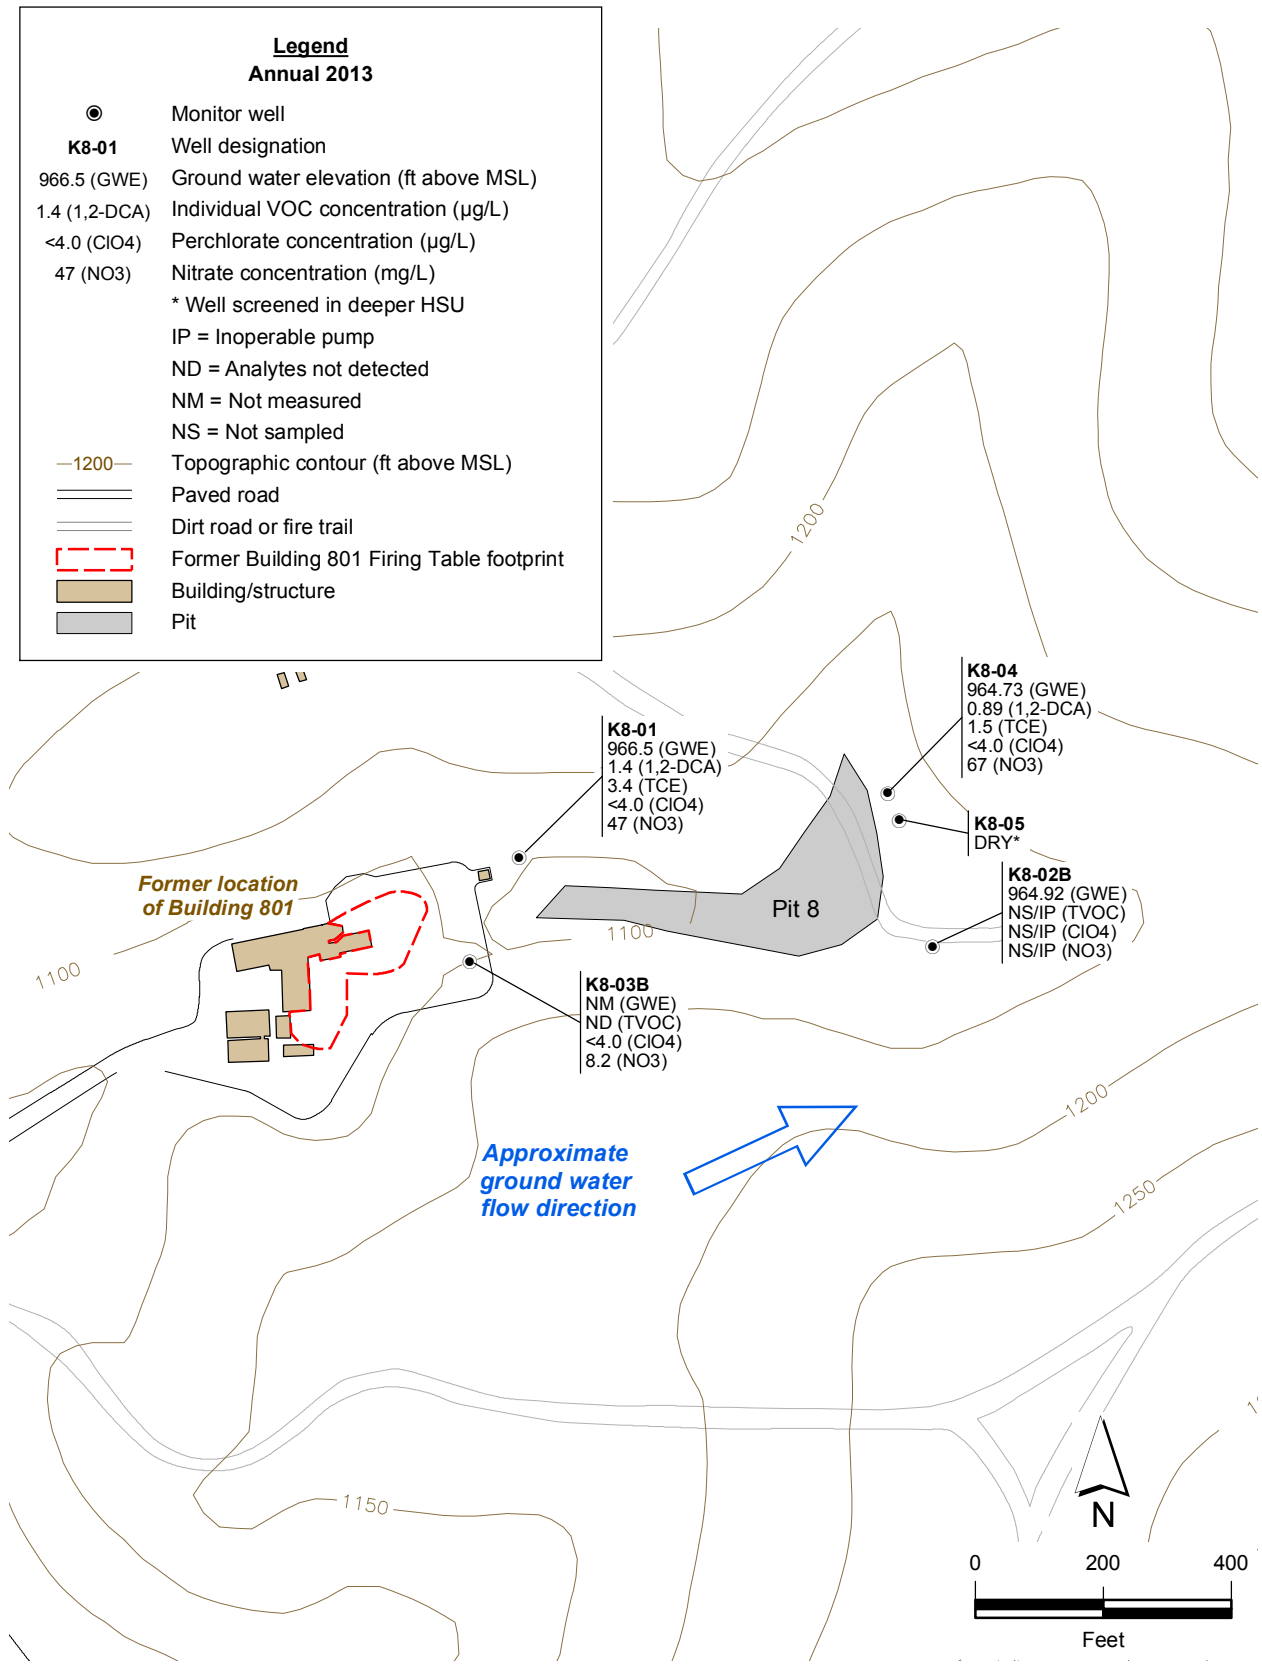 Legend
Annual 2013
Monitor well
K8-01 Well designation
966.5 (GWE) Ground water elevation (ft above MSL)
1.4 (1,2-DCA) Individual VOC concentration (µg/L)
<4.0 (ClO4) Perchlorate concentration (µg/L)
47 (NO3) Nitrate concentration (mg/L)
* Well screened in deeper HSU
IP = Inoperable pump
ND = Analytes not detected
NM = Not measured
NS = Not sampled
1200 Topographic contour (ft above MSL)
Paved road
Dirt road or fire trail
Former Building 801 Firing Table footprint
Building/structure
Pit
1200
K8-04
964.73 (GWE)
0.89 (1,2-DCA)
1.5 (TCE)
<4.0 (ClO4)
67 (NO3)
K8-01
966.5 (GWE)
1.4 (1,2-DCA)
3.4 (TCE)
<4.0 (ClO4)
47 (NO3)
K8-05
DRY*
K8-02B
964.92 (GWE)
NS/IP (TVOC)
NS/IP (ClO4)
NS/IP (NO3)
Former location
of Building 801
Pit 8
1100
1100
K8-03B
NM (GWE)
ND (TVOC)
<4.0 (ClO4)
8.2 (NO3)
1200
Approximate
ground water
flow direction
1250
1150
N
0 200 400
Feet